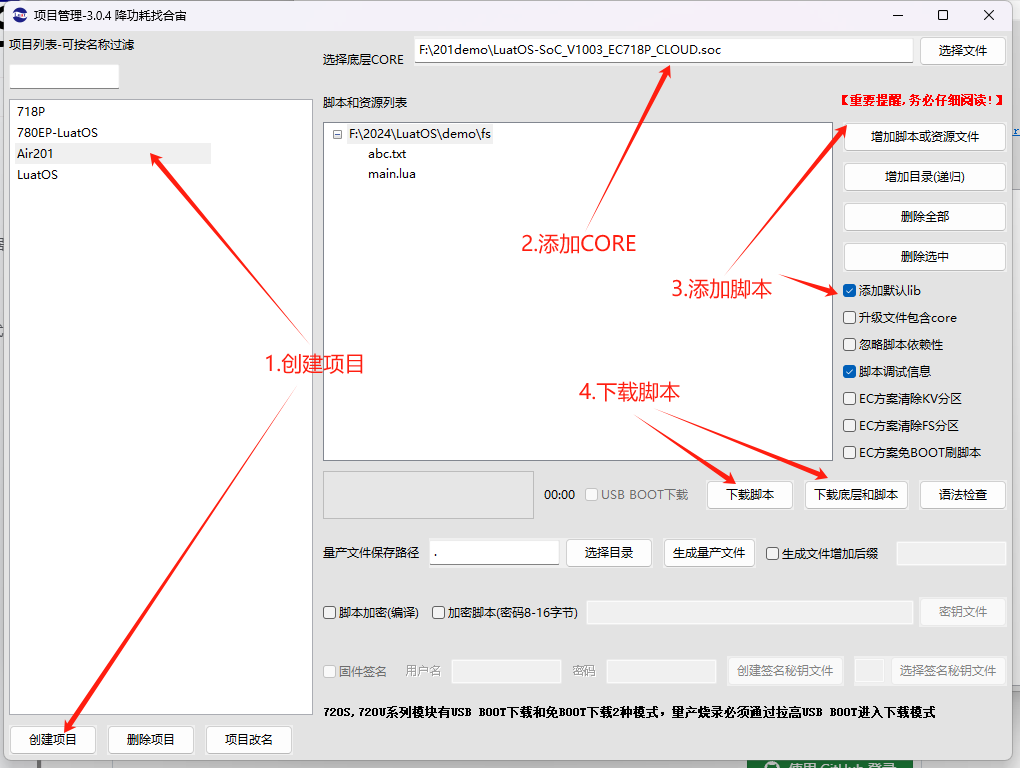 项目管理-3.0.4 降功耗找合宙
项目列表-可按名称过滤
选择底层CORE
F:\201demo\LuatOS-SoC_V1003_EC718P_CLOUD.soc
选择文件
脚本和资源列表
【重要提醒,务必仔细阅读!】
718P
780EP-LuatOS
Air201
LuatOS
F:\2024\LuatOS\demo\fs
abc.txt
main.lua
增加脚本或资源文件
增加目录(递归)
删除全部
删除选中
添加默认lib
升级文件包含core
忽略脚本依赖性
脚本调试信息
EC方案清除KV分区
EC方案清除FS分区
EC方案免BOOT刷脚本
1.创建项目
2.添加CORE
3.添加脚本
4.下载脚本
00:00
USB BOOT下载
下载脚本
下载底层和脚本
语法检查
量产文件保存路径
.
选择目录
生成量产文件
生成文件增加后缀
脚本加密(编译)
加密脚本(密码8-16字节)
密钥文件
固件签名
用户名
密码
创建签名秘钥文件
选择签名秘钥文件
720S,720U系列模块有USB BOOT下载和免BOOT下载2种模式，量产烧录必须通过拉高USB BOOT进入下载模式
创建项目
删除项目
项目改名
使用 GitHub 登录